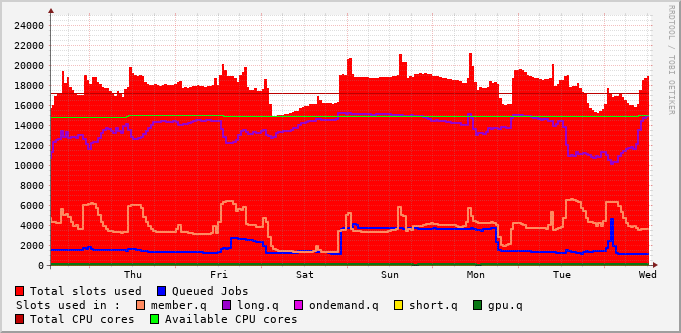 RRDTOOL / TOBI OETIKER
24000
22000
20000
18000
16000
14000
12000
10000
8000
6000
4000
2000
0
Thu Fri Sat Sun Mon Tue Wed
Total slots used Queued Jobs
Slots used in : member.q long.q ondemand.q short.q gpu.q
Total CPU cores Available CPU cores